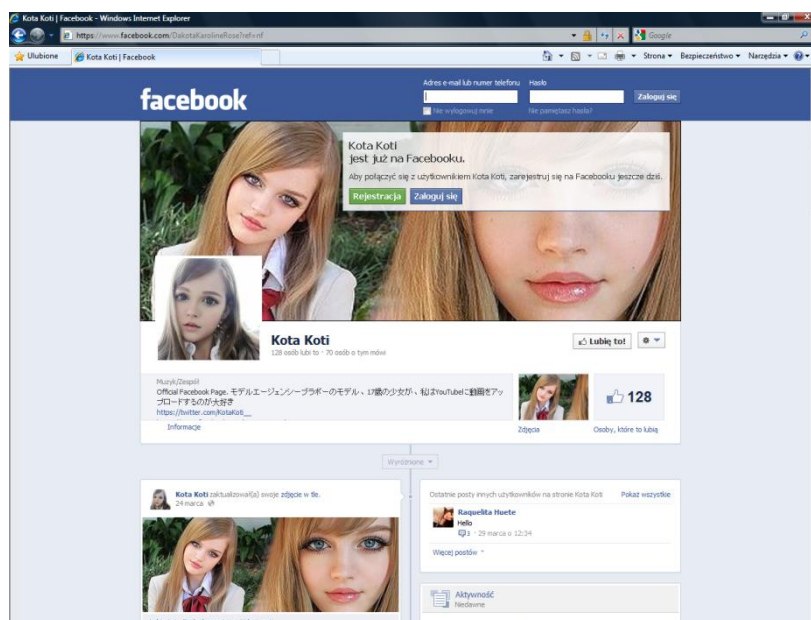 Kota Koti | Facebook - Windows Internet Explorer
https://www.facebook.com/DakotaKarolineRose?ref=nf
Google
Ulubione
Kota Koti | Facebook
Strona
Bezpieczeństwo
Narzędzia
facebook
Adres e-mail lub numer telefonu
Hasło
Zaloguj się
Nie wylogowuj mnie
Nie pamiętasz hasła?
Kota Koti
jest już na Facebooku.
Aby połączyć się z użytkownikiem Kota Koti, zarejestruj się na Facebooku jeszcze dziś.
Rejestracja
Zaloguj się
Kota Koti
128 osób lubi to · 70 osób o tym mówi
Lubię to!
Muzyk/Zespół
Official Facebook Page. モデルエージェンシーブラボーのモデル、17歳の少女が、私はYouTubeに動画をアッ
プロードするのが大好き
https://twitter.com/KotaKoti__
Informacje
Zdjęcia
128
Osoby, które to lubią
Wyróżnione
Kota Koti zaktualizował(a) swoje zdjęcie w tle.
24 marca
Ostatnie posty innych użytkowników na stronie Kota Koti
Pokaż wszystkie
Raquelita Huete
Hello
3 · 29 marca o 12:34
Więcej postów
Aktywność
Niedawne